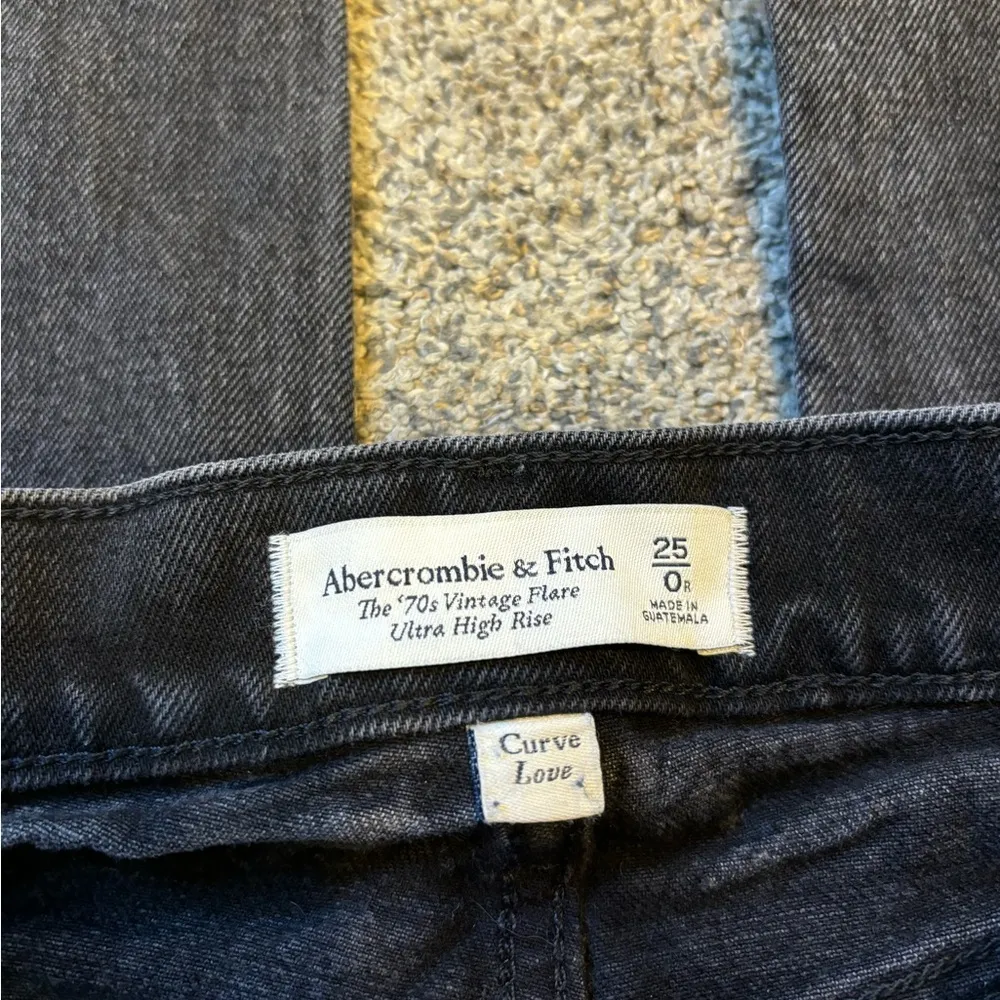 Abercrombie & Fitch
The '70s Vintage Flare
Ultra High Rise
25
0R
MADE IN
GUATEMALA
Curve
Love